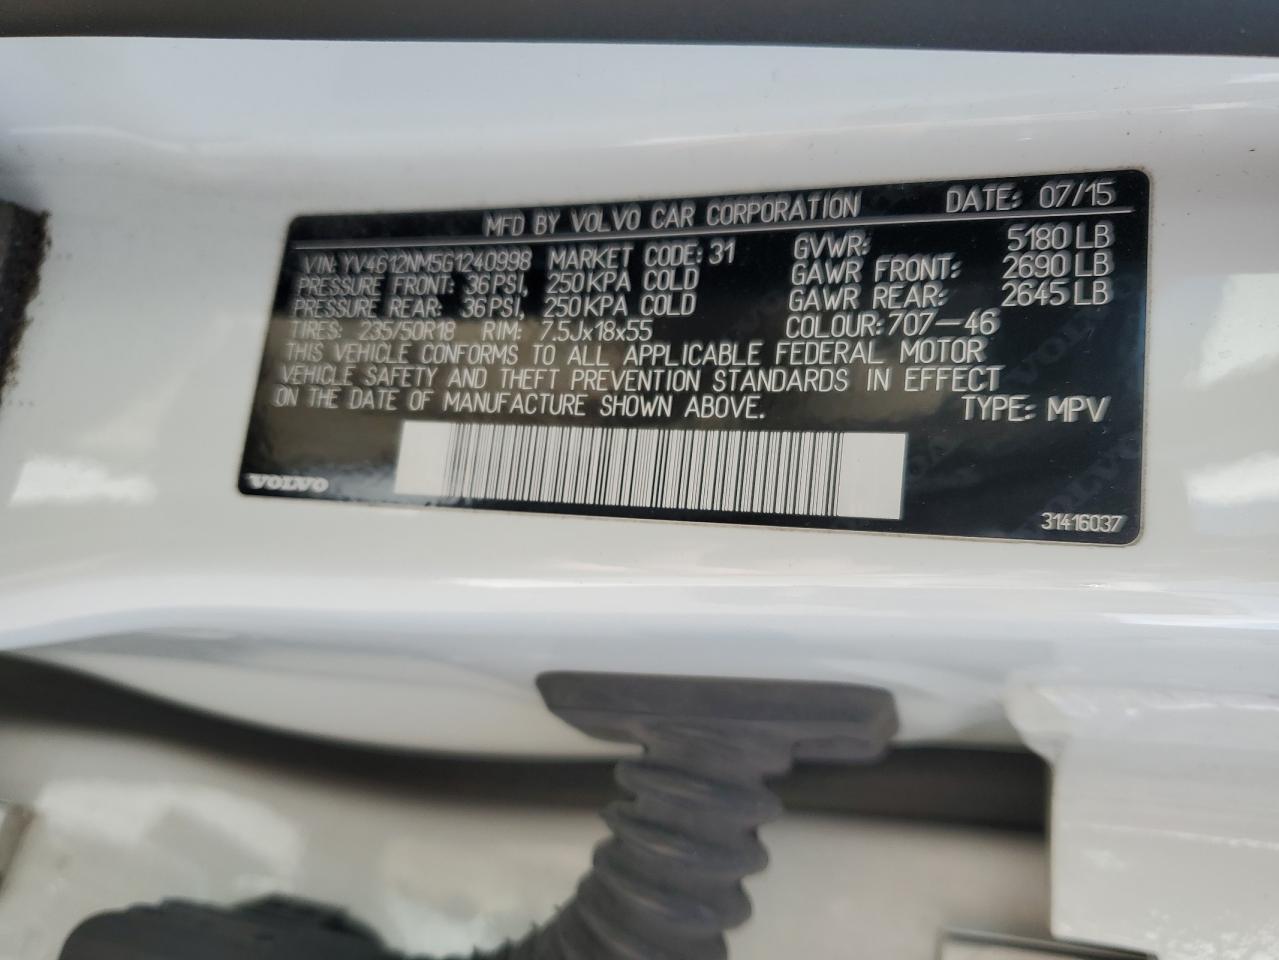 MFD BY VOLVO CAR CORPORATION DATE: 07/15
VIN: YV4612NM5G1240998 MARKET CODE: 31 GVWR: 5180 LB
PRESSURE FRONT: 36 PSI, 250 KPA COLD GAWR FRONT: 2690 LB
PRESSURE REAR: 36 PSI, 250 KPA COLD GAWR REAR: 2645 LB
TIRES: 235/50R18 RIM: 7.5Jx18x55 COLOUR: 707-46
THIS VEHICLE CONFORMS TO ALL APPLICABLE FEDERAL MOTOR
VEHICLE SAFETY AND THEFT PREVENTION STANDARDS IN EFFECT
ON THE DATE OF MANUFACTURE SHOWN ABOVE. TYPE: MPV
VOLVO
31416037